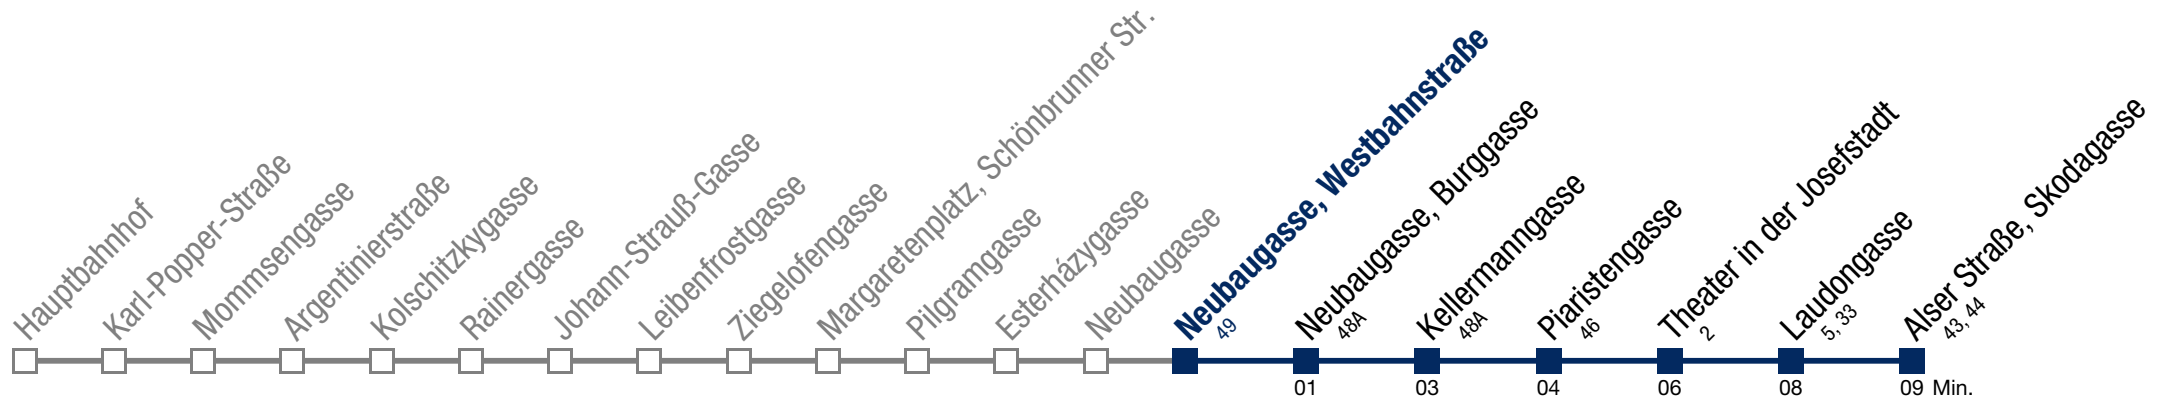 Hauptbahnhof
Karl-Popper-Straße
Mommsengasse
Argentinierstraße
Kolschitzkygasse
Rainergasse
Johann-Strauß-Gasse
Leibenfrostgasse
Ziegelofengasse
Margaretenplatz, Schönbrunner Str.
Pilgramgasse
Esterházygasse
Neubaugasse
Neubaugasse, Westbahnstraße
49
Neubaugasse, Burggasse
48A
Kellermanngasse
48A
Piaristengasse
46
Theater in der Josefstadt
2
Laudongasse
5, 33
Alser Straße, Skodagasse
43, 44
01 03 04 06 08 09 Min.